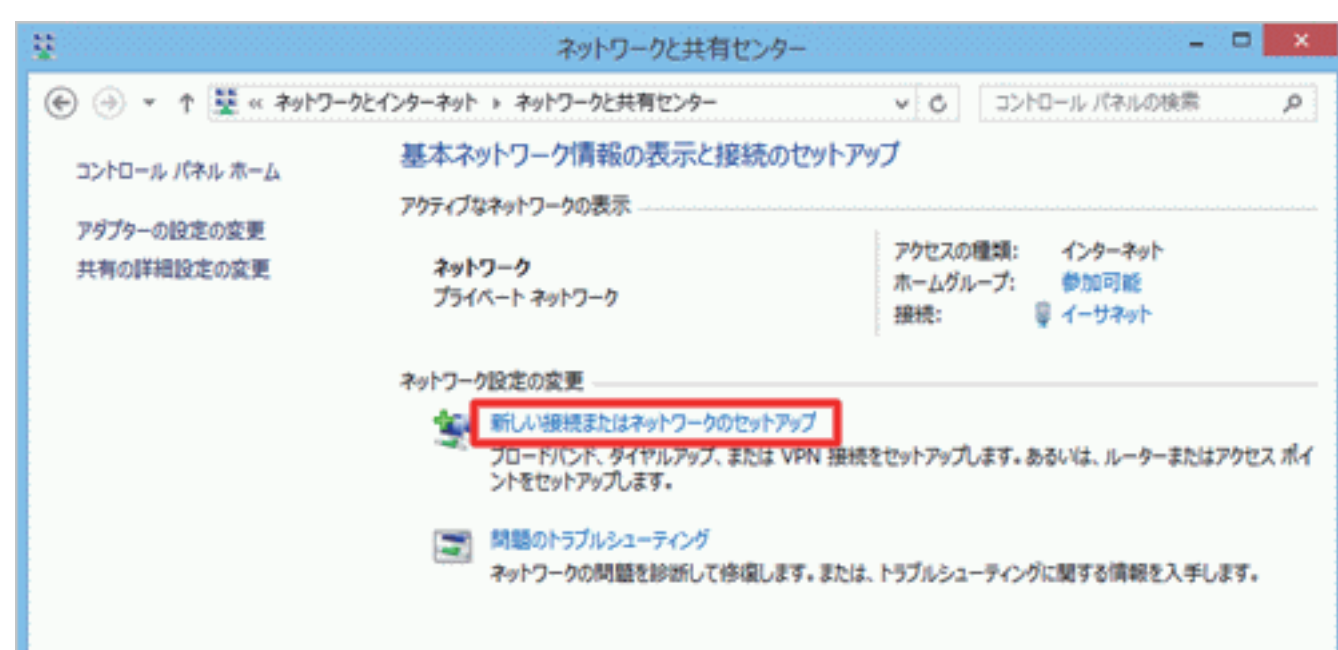 ネットワークと共有センター
« ネットワークとインターネット ▸ ネットワークと共有センター
コントロール パネルの検索
コントロール パネル ホーム
アダプターの設定の変更
共有の詳細設定の変更
基本ネットワーク情報の表示と接続のセットアップ
アクティブなネットワークの表示
ネットワーク
プライベート ネットワーク
アクセスの種類: インターネット
ホームグループ: 参加可能
接続: イーサネット
ネットワーク設定の変更
新しい接続またはネットワークのセットアップ
ブロードバンド、ダイヤルアップ、または VPN 接続をセットアップします。あるいは、ルーターまたはアクセス ポイ
ントをセットアップします。
問題のトラブルシューティング
ネットワークの問題を診断して修復します。または、トラブルシューティングに関する情報を入手します。